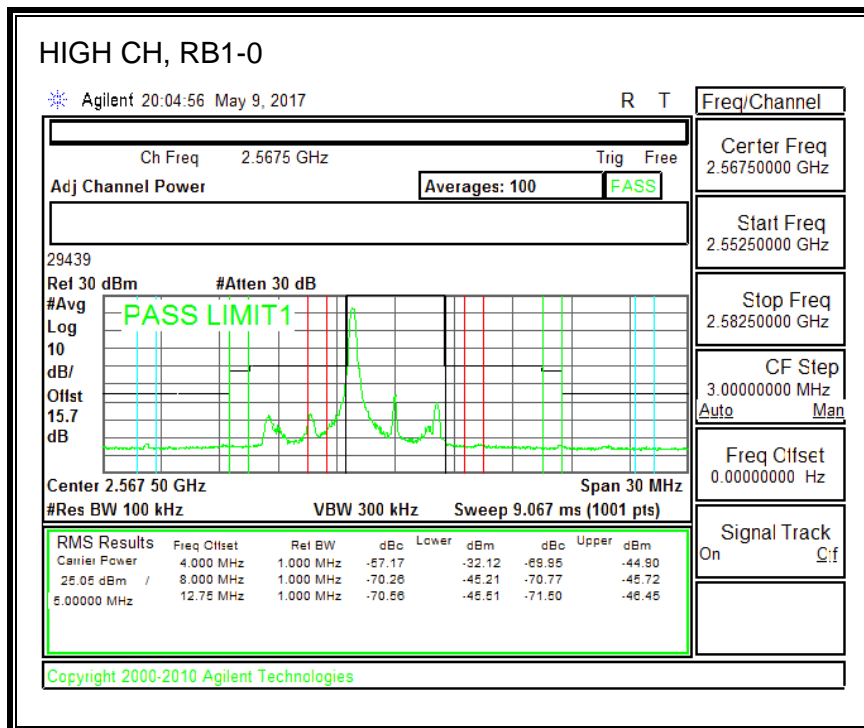 HIGH CH, RB1-0
Agilent 20:04:56 May 9, 2017 R T
Freq/Channel
Ch Freq 2.5675 GHz Trig Free
Adj Channel Power Averages: 100 PASS
Center Freq
2.56750000 GHz
Start Freq
2.55250000 GHz
29439
Ref 30 dBm #Atten 30 dB
#Avg
Log
10
dB/
Offst
15.7
dB
PASS LIMIT1
Stop Freq
2.58250000 GHz
CF Step
3.00000000 MHz
Auto Man
Freq Offset
0.00000000 Hz
Center 2.567 50 GHz Span 30 MHz
#Res BW 100 kHz VBW 300 kHz Sweep 9.067 ms (1001 pts)
Signal Track
On Off
RMS Results Freq Offset Ref BW dBc Lower dBm dBc Upper dBm
Carrier Power 4.000 MHz 1.000 MHz -57.17 -32.12 -69.95 -44.90
25.05 dBm / 8.000 MHz 1.000 MHz -70.26 -45.21 -70.77 -45.72
5.00000 MHz 12.75 MHz 1.000 MHz -70.56 -45.51 -71.50 -46.45
Copyright 2000-2010 Agilent Technologies